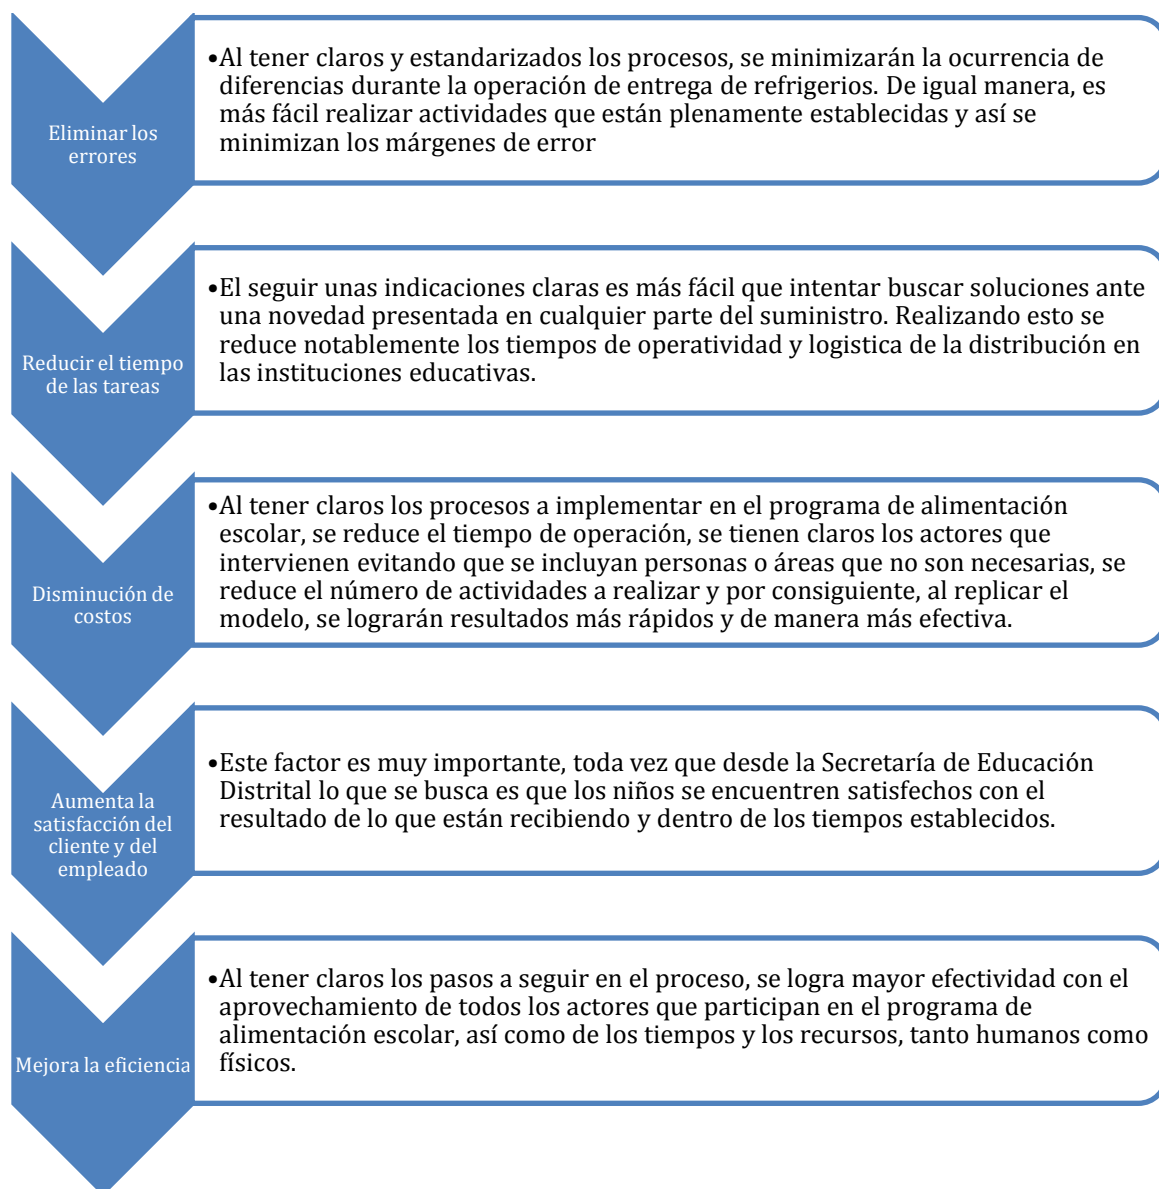 Eliminar los
errores
•Al tener claros y estandarizados los procesos, se minimizarán la ocurrencia de
diferencias durante la operación de entrega de refrigerios. De igual manera, es
más fácil realizar actividades que están plenamente establecidas y así se
minimizan los márgenes de error
Reducir el tiempo
de las tareas
•El seguir unas indicaciones claras es más fácil que intentar buscar soluciones ante
una novedad presentada en cualquier parte del suministro. Realizando esto se
reduce notablemente los tiempos de operatividad y logistica de la distribución en
las instituciones educativas.
Disminución de
costos
•Al tener claros los procesos a implementar en el programa de alimentación
escolar, se reduce el tiempo de operación, se tienen claros los actores que
intervienen evitando que se incluyan personas o áreas que no son necesarias, se
reduce el número de actividades a realizar y por consiguiente, al replicar el
modelo, se lograrán resultados más rápidos y de manera más efectiva.
Aumenta la
satisfacción del
cliente y del
empleado
•Este factor es muy importante, toda vez que desde la Secretaría de Educación
Distrital lo que se busca es que los niños se encuentren satisfechos con el
resultado de lo que están recibiendo y dentro de los tiempos establecidos.
Mejora la eficiencia
•Al tener claros los pasos a seguir en el proceso, se logra mayor efectividad con el
aprovechamiento de todos los actores que participan en el programa de
alimentación escolar, así como de los tiempos y los recursos, tanto humanos como
físicos.